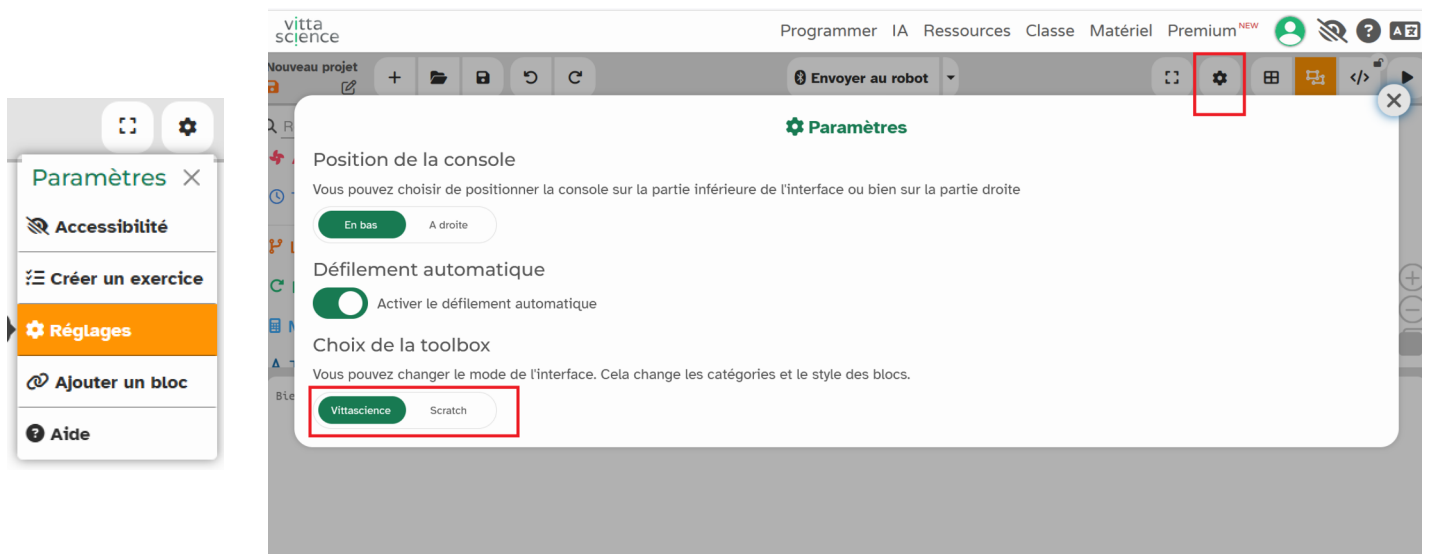 Paramètres
Accessibilité
Créer un exercice
Réglages
Ajouter un bloc
Aide
vitta
science
Programmer IA Ressources Classe Matériel Premium NEW
Nouveau projet
Envoyer au robot
Paramètres
Position de la console
Vous pouvez choisir de positionner la console sur la partie inférieure de l'interface ou bien sur la partie droite
En bas A droite
Défilement automatique
Activer le défilement automatique
Choix de la toolbox
Vous pouvez changer le mode de l'interface. Cela change les catégories et le style des blocs.
Vittascience Scratch